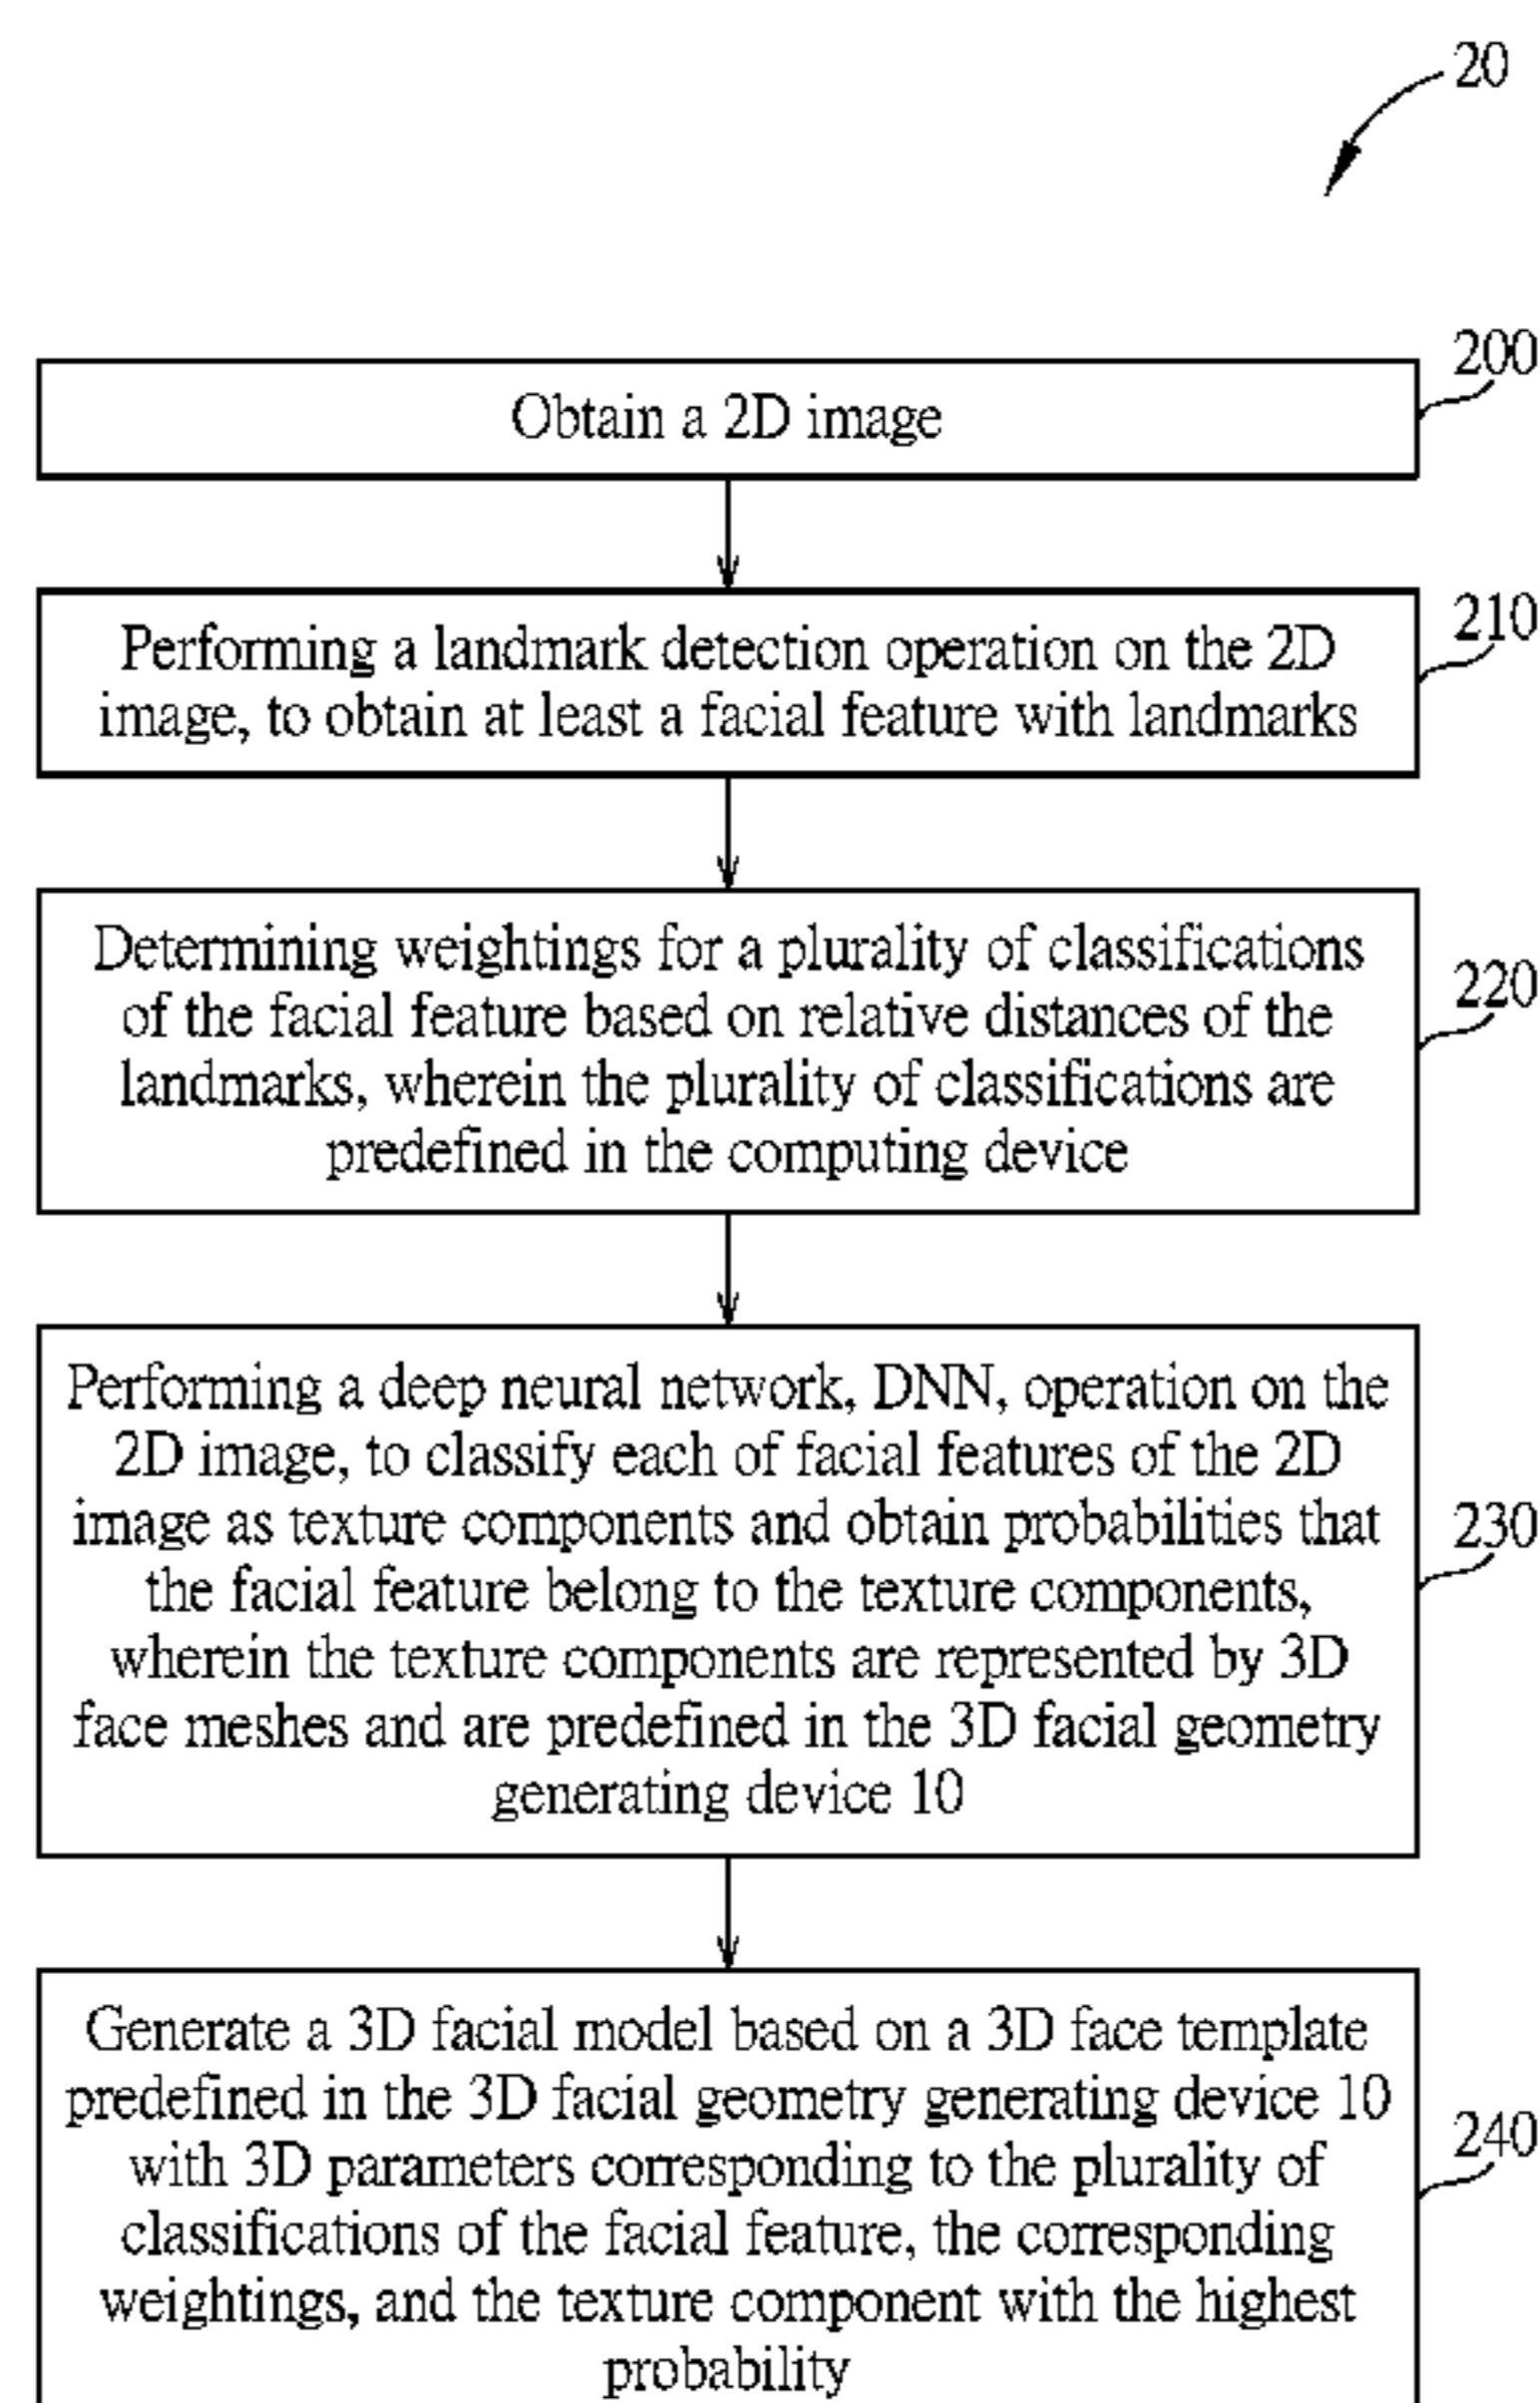 20
200
Obtain a 2D image
210
Performing a landmark detection operation on the 2D
image, to obtain at least a facial feature with landmarks
220
Determining weightings for a plurality of classifications
of the facial feature based on relative distances of the
landmarks, wherein the plurality of classifications are
predefined in the computing device
230
Performing a deep neural network, DNN, operation on the
2D image, to classify each of facial features of the 2D
image as texture components and obtain probabilities that
the facial feature belong to the texture components,
wherein the texture components are represented by 3D
face meshes and are predefined in the 3D facial geometry
generating device 10
240
Generate a 3D facial model based on a 3D face template
predefined in the 3D facial geometry generating device 10
with 3D parameters corresponding to the plurality of
classifications of the facial feature, the corresponding
weightings, and the texture component with the highest
probability